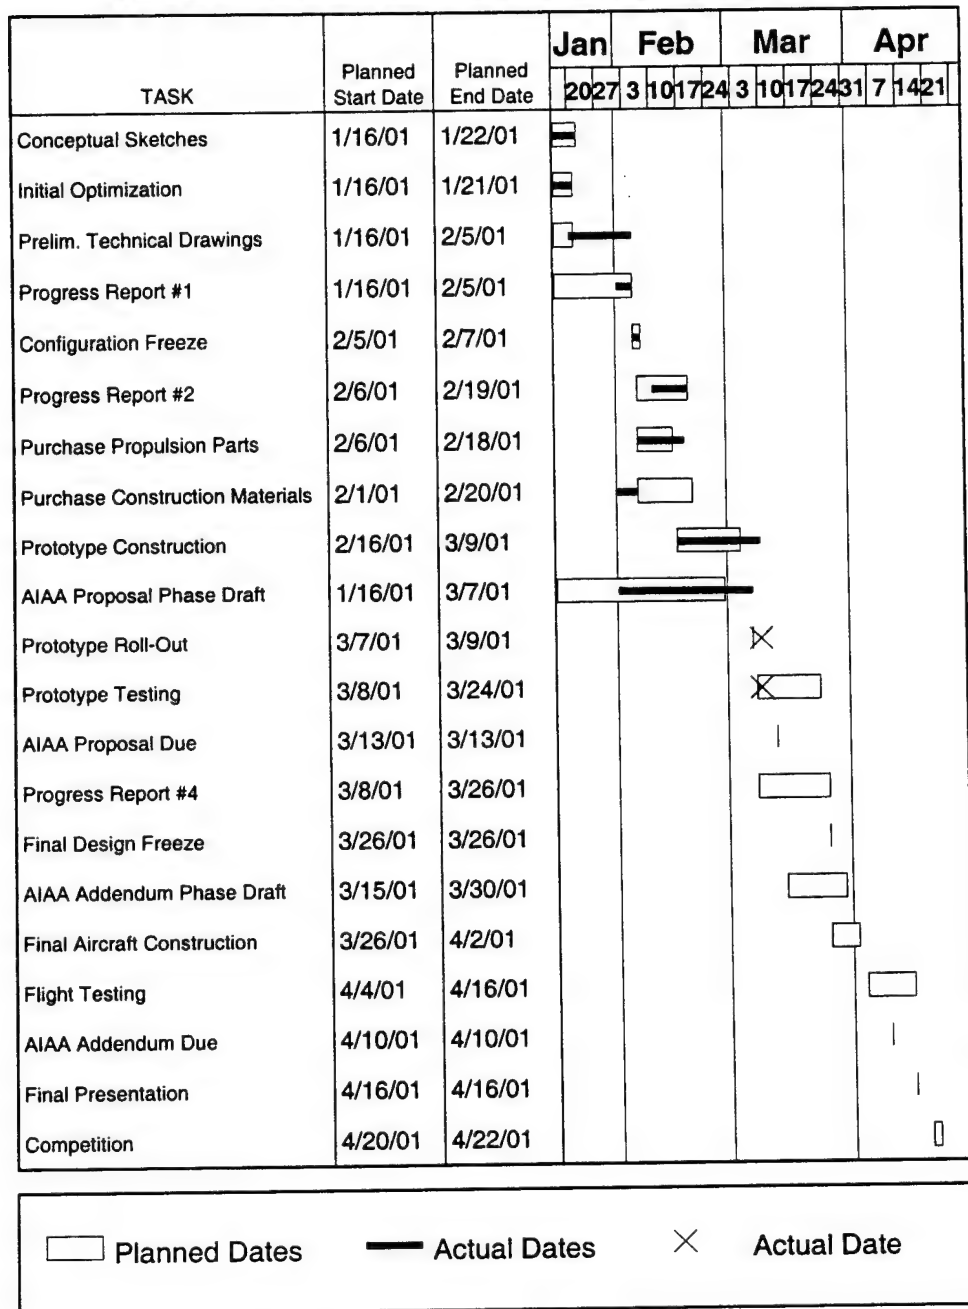 Jan Feb Mar Apr
TASK Planned Start Date Planned End Date 20 27 3 10 17 24 3 10 17 24 31 7 14 21
Conceptual Sketches 1/16/01 1/22/01
Initial Optimization 1/16/01 1/21/01
Prelim. Technical Drawings 1/16/01 2/5/01
Progress Report #1 1/16/01 2/5/01
Configuration Freeze 2/5/01 2/7/01
Progress Report #2 2/6/01 2/19/01
Purchase Propulsion Parts 2/6/01 2/18/01
Purchase Construction Materials 2/1/01 2/20/01
Prototype Construction 2/16/01 3/9/01
AIAA Proposal Phase Draft 1/16/01 3/7/01
Prototype Roll-Out 3/7/01 3/9/01
Prototype Testing 3/8/01 3/24/01
AIAA Proposal Due 3/13/01 3/13/01
Progress Report #4 3/8/01 3/26/01
Final Design Freeze 3/26/01 3/26/01
AIAA Addendum Phase Draft 3/15/01 3/30/01
Final Aircraft Construction 3/26/01 4/2/01
Flight Testing 4/4/01 4/16/01
AIAA Addendum Due 4/10/01 4/10/01
Final Presentation 4/16/01 4/16/01
Competition 4/20/01 4/22/01
Planned Dates Actual Dates Actual Date